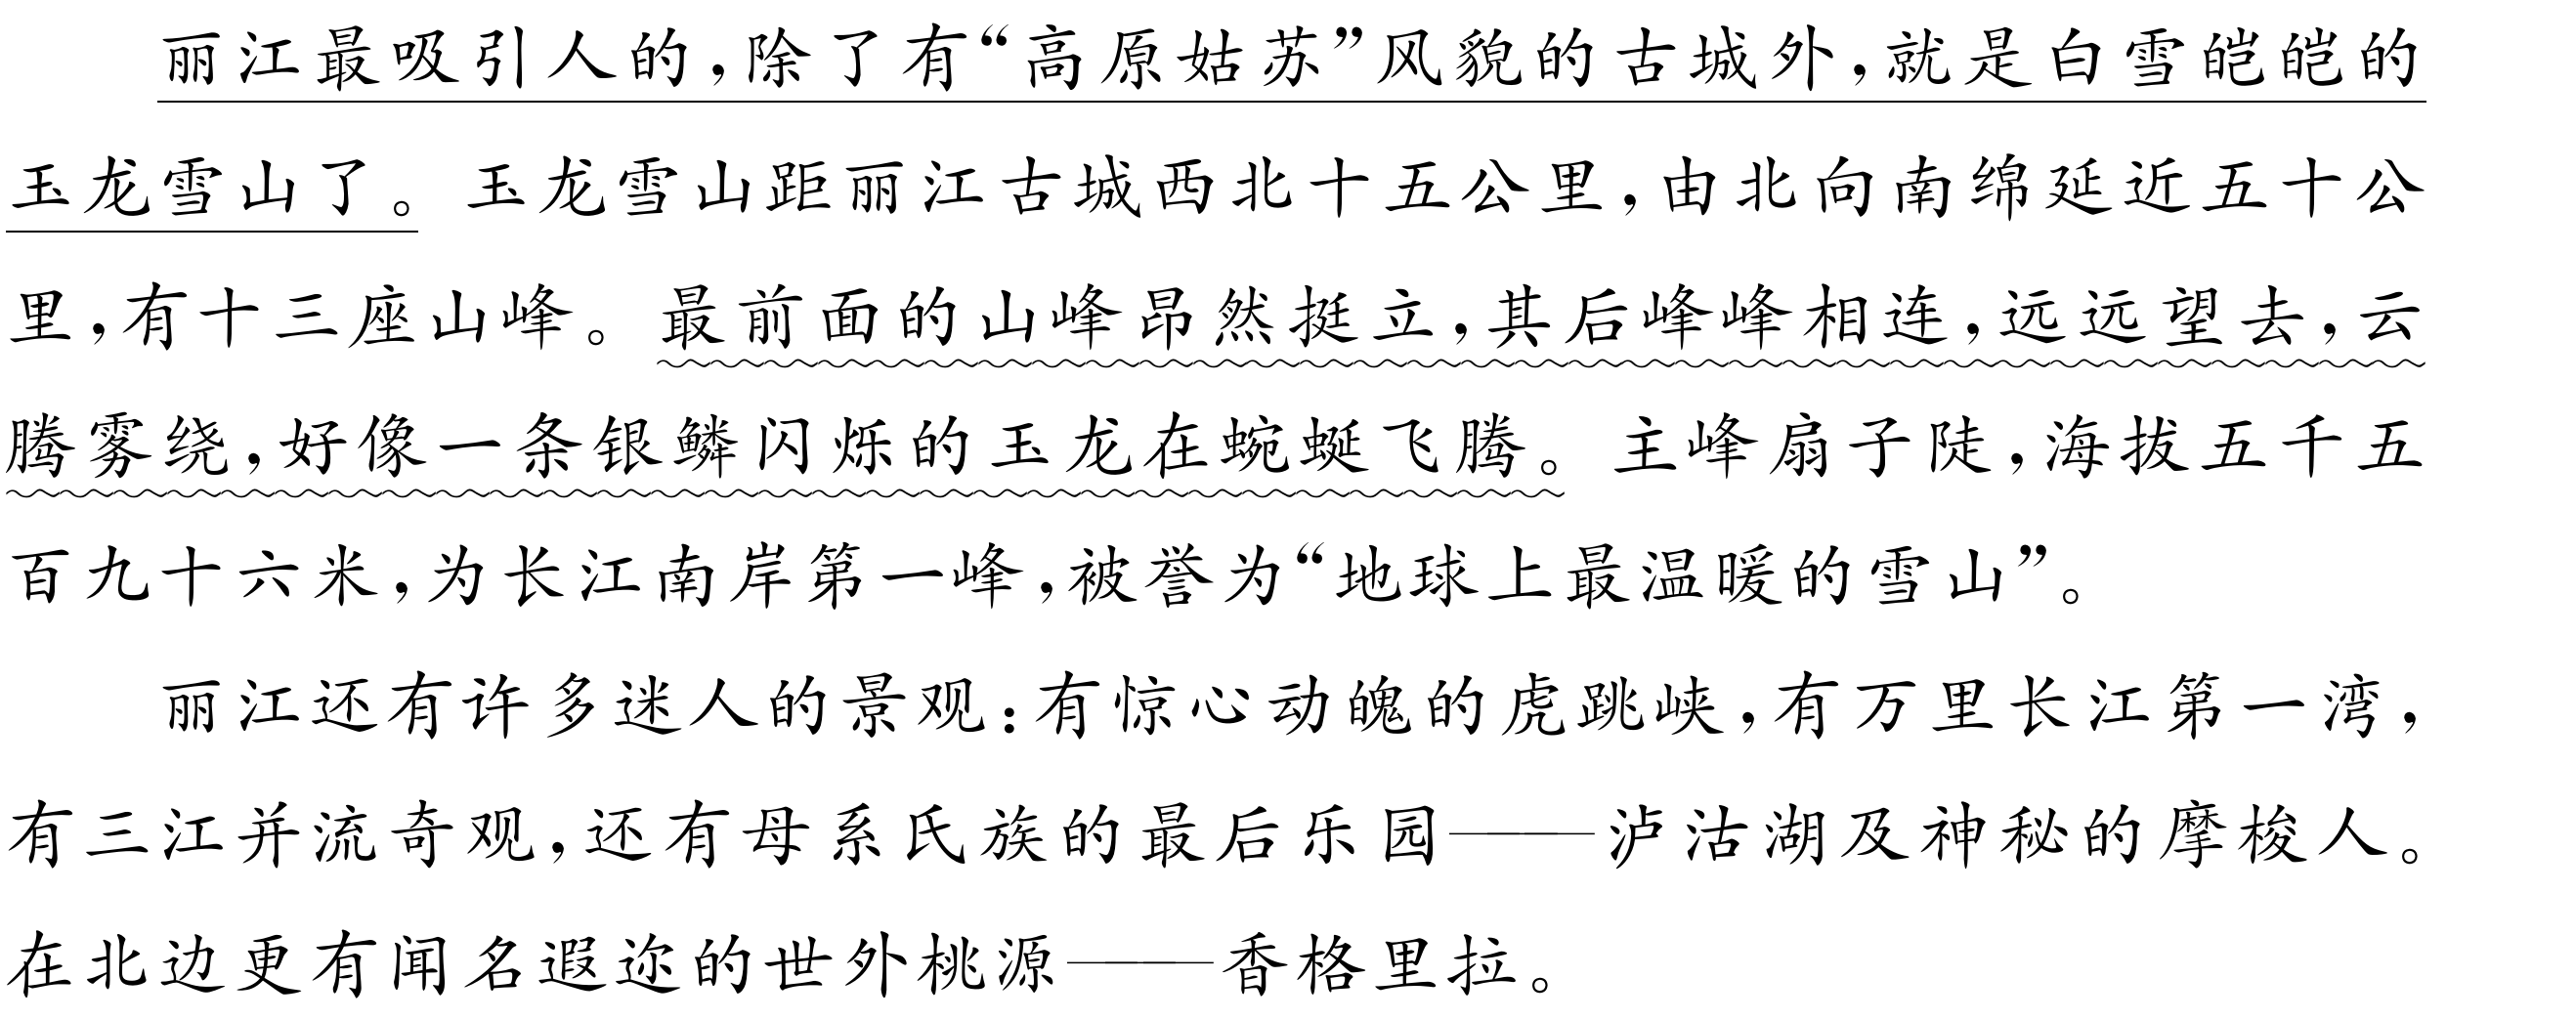 丽江最吸引人的,除了有“高原姑苏”风貌的古城外,就是白雪皑皑的
玉龙雪山了。玉龙雪山距丽江古城西北十五公里,由北向南绵延近五十公
里,有十三座山峰。最前面的山峰昂然挺立,其后峰峰相连,远远望去,云
腾雾绕,好像一条银鳞闪烁的玉龙在蜿蜒飞腾。主峰扇子陡,海拔五千五
百九十六米,为长江南岸第一峰,被誉为“地球上最温暖的雪山”。
丽江还有许多迷人的景观:有惊心动魄的虎跳峡,有万里长江第一湾,
有三江并流奇观,还有母系氏族的最后乐园——泸沽湖及神秘的摩梭人。
在北边更有闻名遐迩的世外桃源——香格里拉。